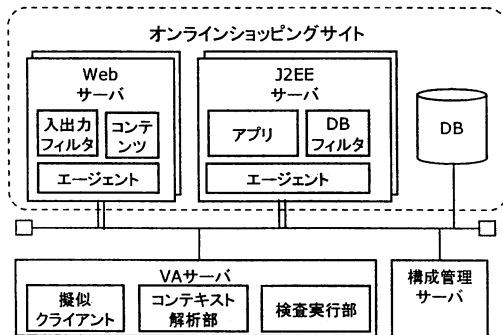 オンラインショッピングサイト
Web
サーバ
入出力
フィルタ
コンテ
ンツ
エージェント
J2EE
サーバ
アプリ
DB
フィルタ
エージェント
DB
VAサーバ
擬似
クライアント
コンテキスト
解析部
検査実行部
構成管理
サーバ